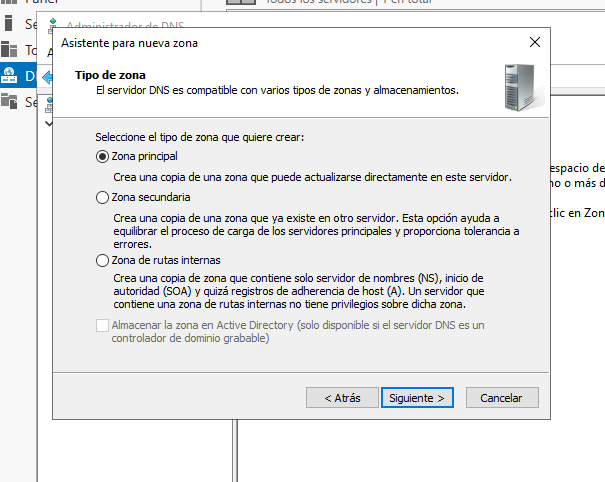 Panel
Todos los servidores | 1 en total
Se
Administrador de DNS
To
A
D
Se
Asistente para nueva zona
Tipo de zona
El servidor DNS es compatible con varios tipos de zonas y almacenamientos.
Seleccione el tipo de zona que quiere crear:
Zona principal
Crea una copia de una zona que puede actualizarse directamente en este servidor.
espacio de
Zona secundaria
no o más d
Crea una copia de una zona que ya existe en otro servidor. Esta opción ayuda a
clic en Zon
equilibrar el proceso de carga de los servidores principales y proporciona tolerancia a
errores.
Zona de rutas internas
Crea una copia de zona que contiene solo servidor de nombres (NS), inicio de
autoridad (SOA) y quizá registros de adherencia de host (A). Un servidor que
contiene una zona de rutas internas no tiene privilegios sobre dicha zona.
Almacenar la zona en Active Directory (solo disponible si el servidor DNS es un
controlador de dominio grabable)
< Atrás
Siguiente >
Cancelar